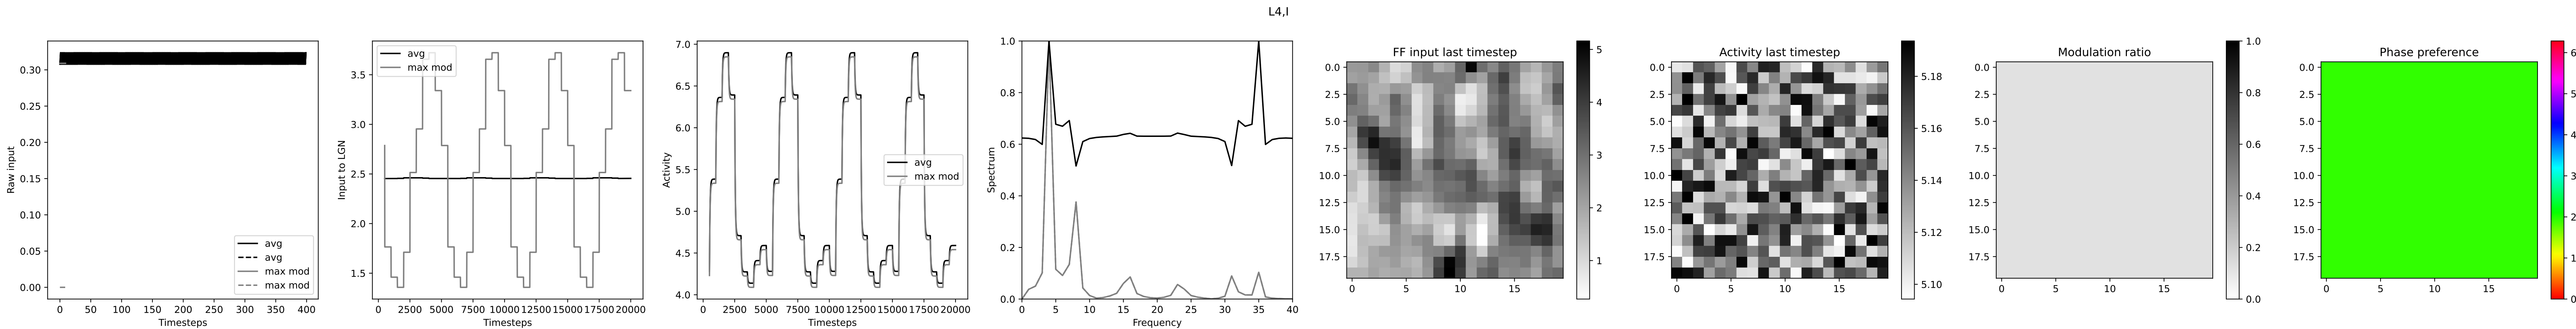 L4,I
Raw input
0.30
0.25
0.20
0.15
0.10
0.05
0.00
avg
avg
max mod
max mod
0 50 100 150 200 250 300 350 400
Timesteps
Input to LGN
3.5
3.0
2.5
2.0
1.5
avg
max mod
0 2500 5000 7500 10000 12500 15000 17500 20000
Timesteps
Activity
7.0
6.5
6.0
5.5
5.0
4.5
4.0
avg
max mod
0 2500 5000 7500 10000 12500 15000 17500 20000
Timesteps
Spectrum
1.0
0.8
0.6
0.4
0.2
0.0
0 5 10 15 20 25 30 35 40
Frequency
FF input last timestep
0.0
2.5
5.0
7.5
10.0
12.5
15.0
17.5
0 5 10 15
5
4
3
2
1
Activity last timestep
0.0
2.5
5.0
7.5
10.0
12.5
15.0
17.5
0 5 10 15
5.18
5.16
5.14
5.12
5.10
Modulation ratio
0.0
2.5
5.0
7.5
10.0
12.5
15.0
17.5
0 5 10 15
1.0
0.8
0.6
0.4
0.2
0.0
Phase preference
0.0
2.5
5.0
7.5
10.0
12.5
15.0
17.5
0 5 10 15
6
5
4
3
2
1
0